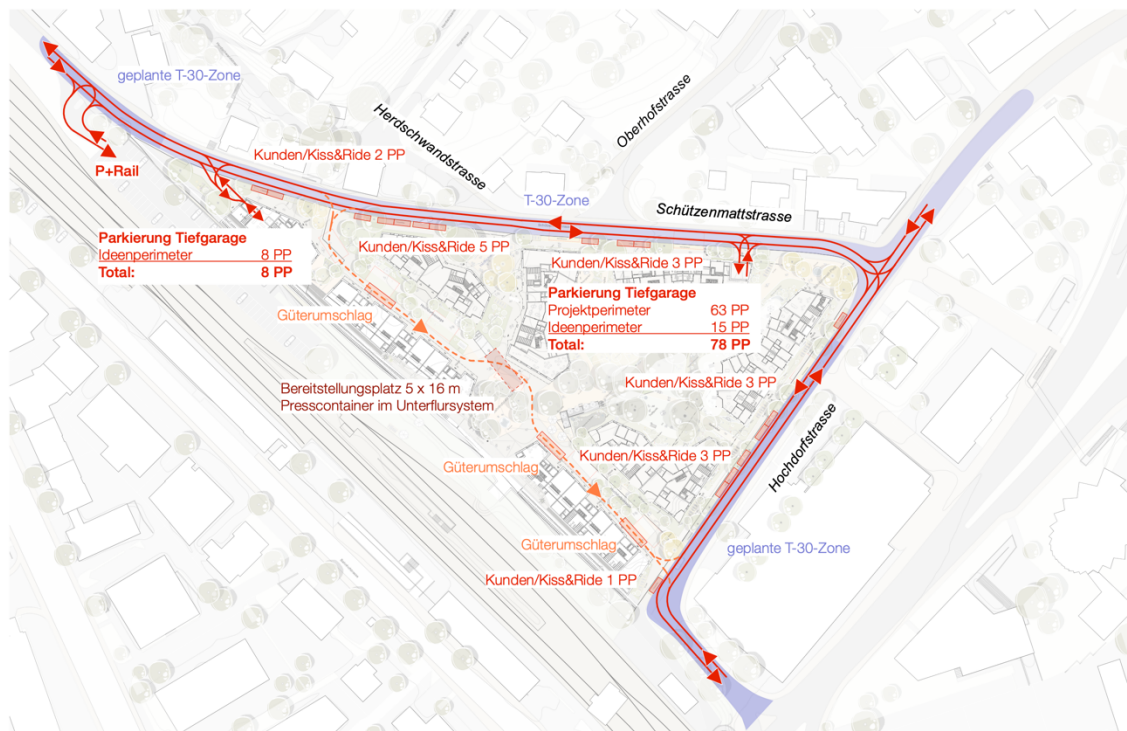 geplante T-30-Zone
Herdschwandstrasse
Oberhofstrasse
Kunden/Kiss&Ride 2 PP
P+Rail
T-30-Zone
Schützenmattstrasse
Parkierung Tiefgarage
Ideenperimeter 8 PP
Total: 8 PP
Kunden/Kiss&Ride 5 PP
Kunden/Kiss&Ride 3 PP
Parkierung Tiefgarage
Projektperimeter 63 PP
Ideenperimeter 15 PP
Total: 78 PP
Güterumschlag
Bereitstellungsplatz 5 x 16 m
Presscontainer im Unterflursystem
Kunden/Kiss&Ride 3 PP
Hochdorfstrasse
Kunden/Kiss&Ride 3 PP
Güterumschlag
Güterumschlag
geplante T-30-Zone
Kunden/Kiss&Ride 1 PP